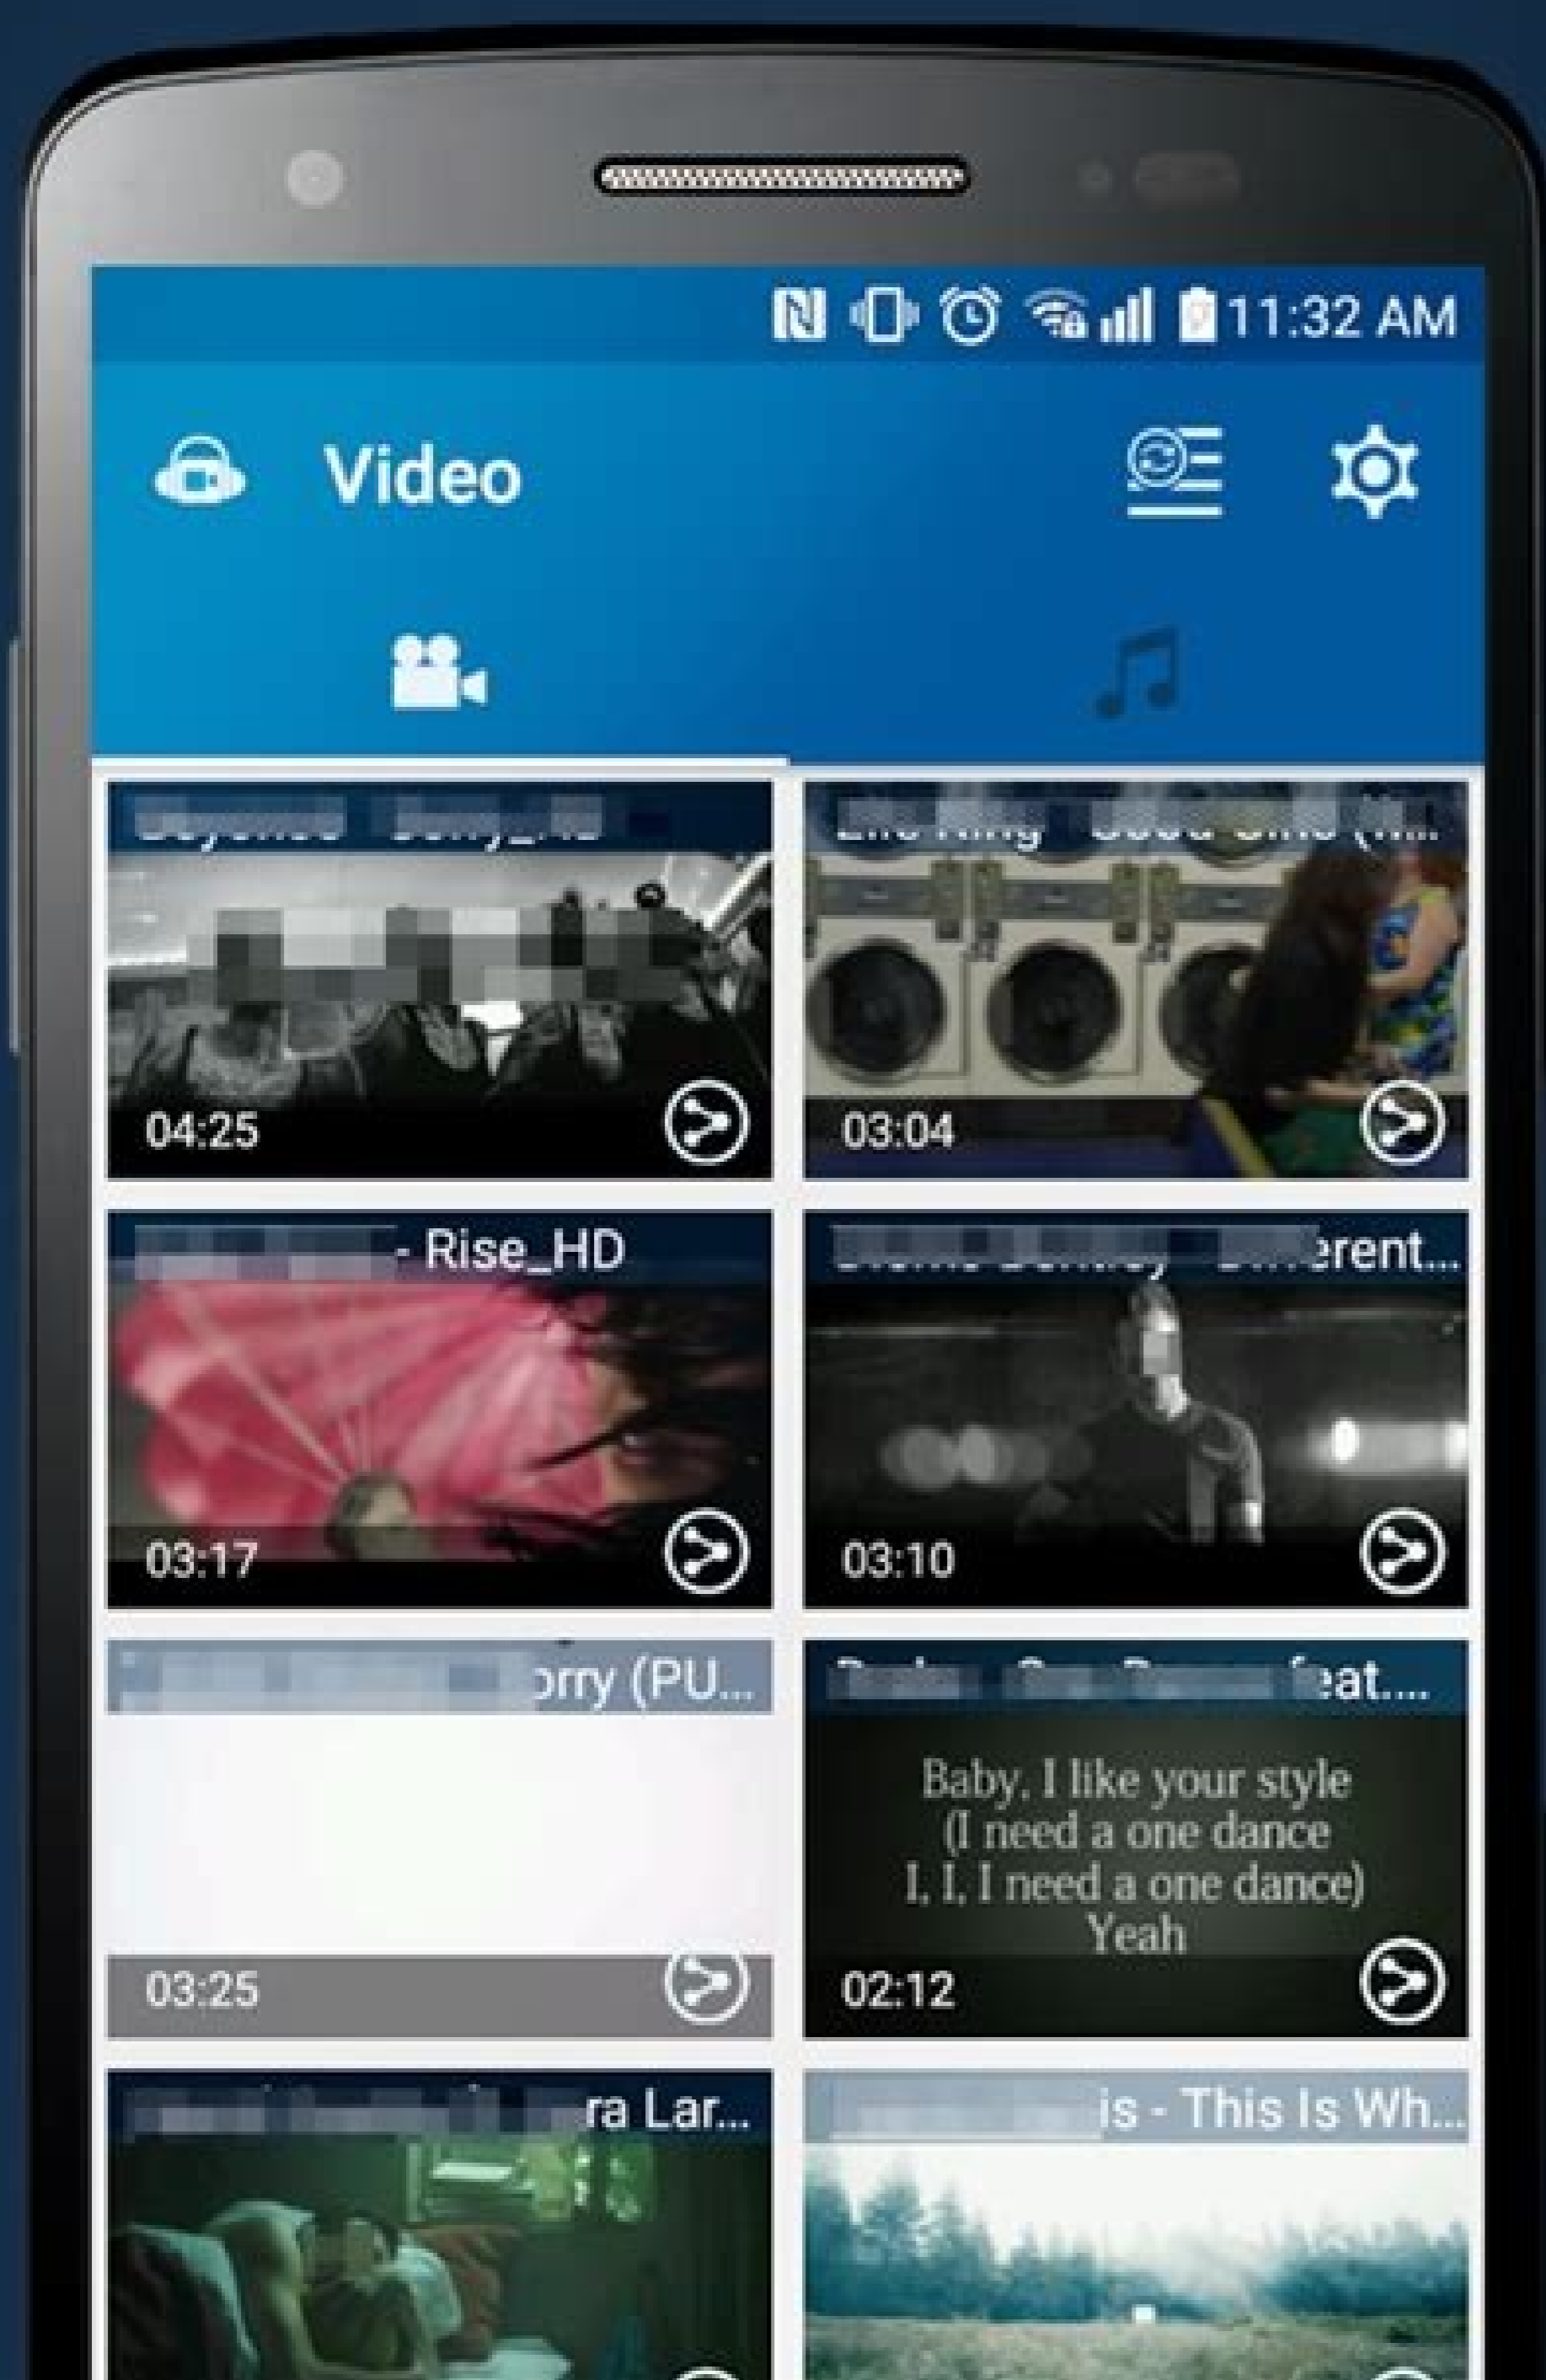 11:32 AM
Video
04:25
03:04
- Rise_HD
erent...
03:17
03:10
orry (PU...
feat....
Baby, I like your style
(I need a one dance
I, I, I need a one dance)
Yeah
03:25
02:12
ra Lar...
is - This Is Wh...